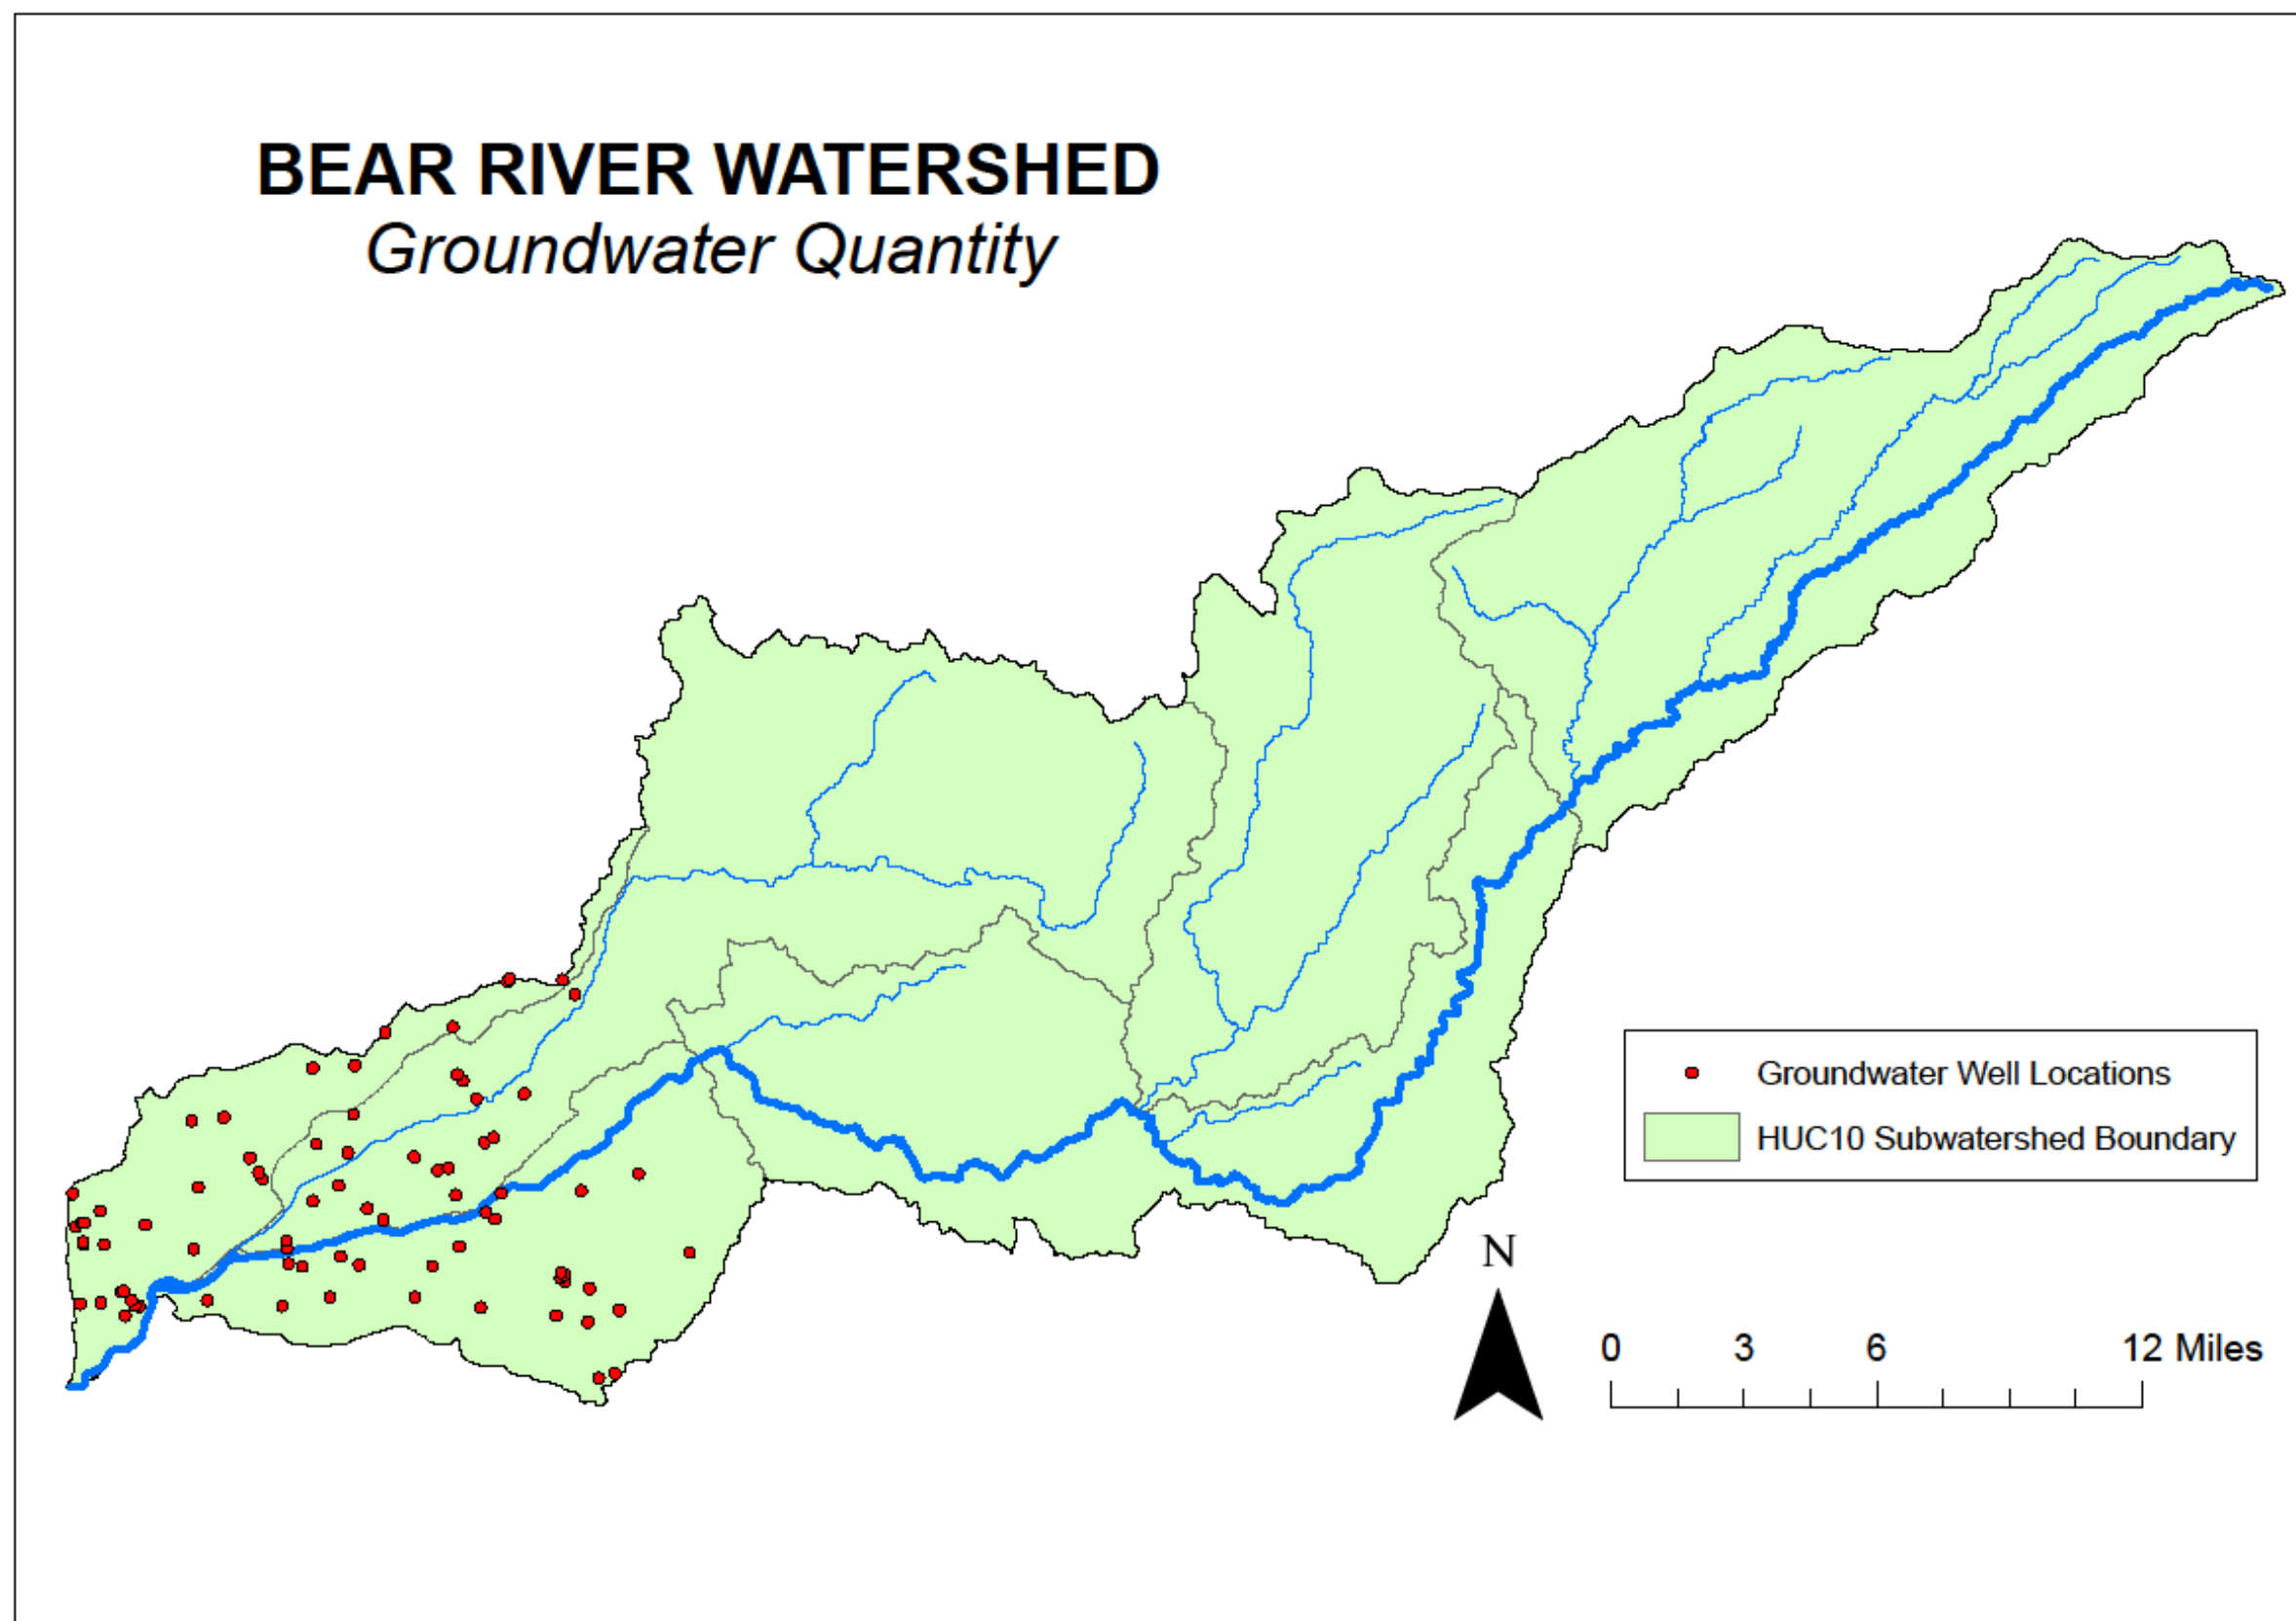 BEAR RIVER WATERSHED
Groundwater Quantity
Groundwater Well Locations
HUC10 Subwatershed Boundary
N
0 3 6 12 Miles